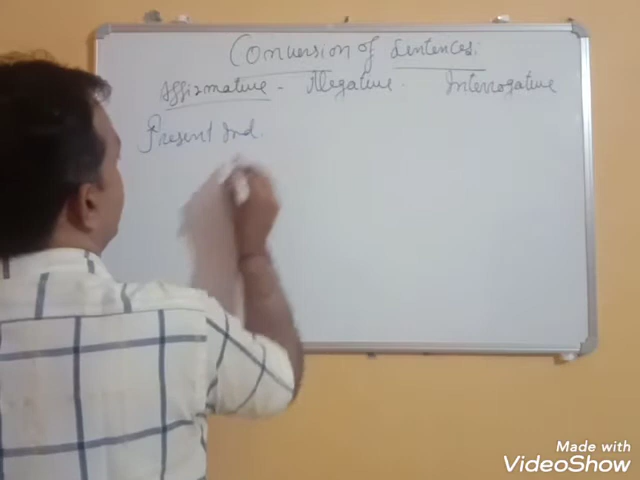 Conversion of Sentences.
Affirmative - Negative. Interrogative
Present Ind.
Made with
VideoShow